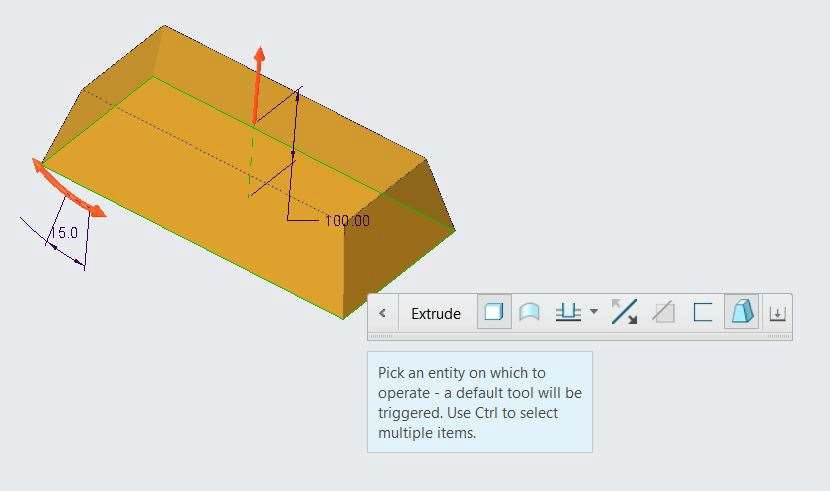 100.00
15.0
Extrude
Pick an entity on which to
operate - a default tool will be
triggered. Use Ctrl to select
multiple items.